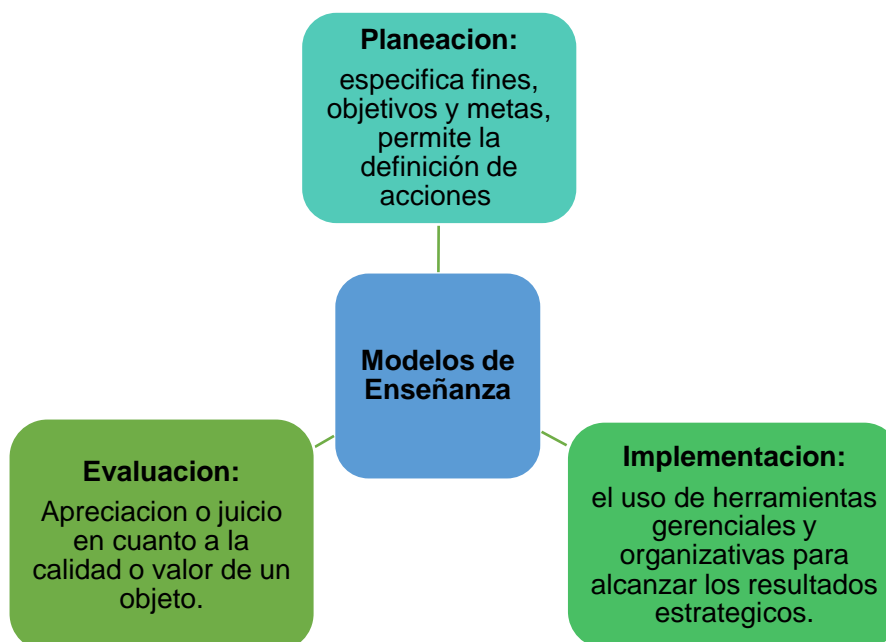 Planeacion:
especifica fines,
objetivos y metas,
permite la
definición de
acciones
Modelos de
Enseñanza
Evaluacion:
Apreciacion o juicio
en cuanto a la
calidad o valor de un
objeto.
Implementacion:
el uso de herramientas
gerenciales y
organizativas para
alcanzar los resultados
estrategicos.